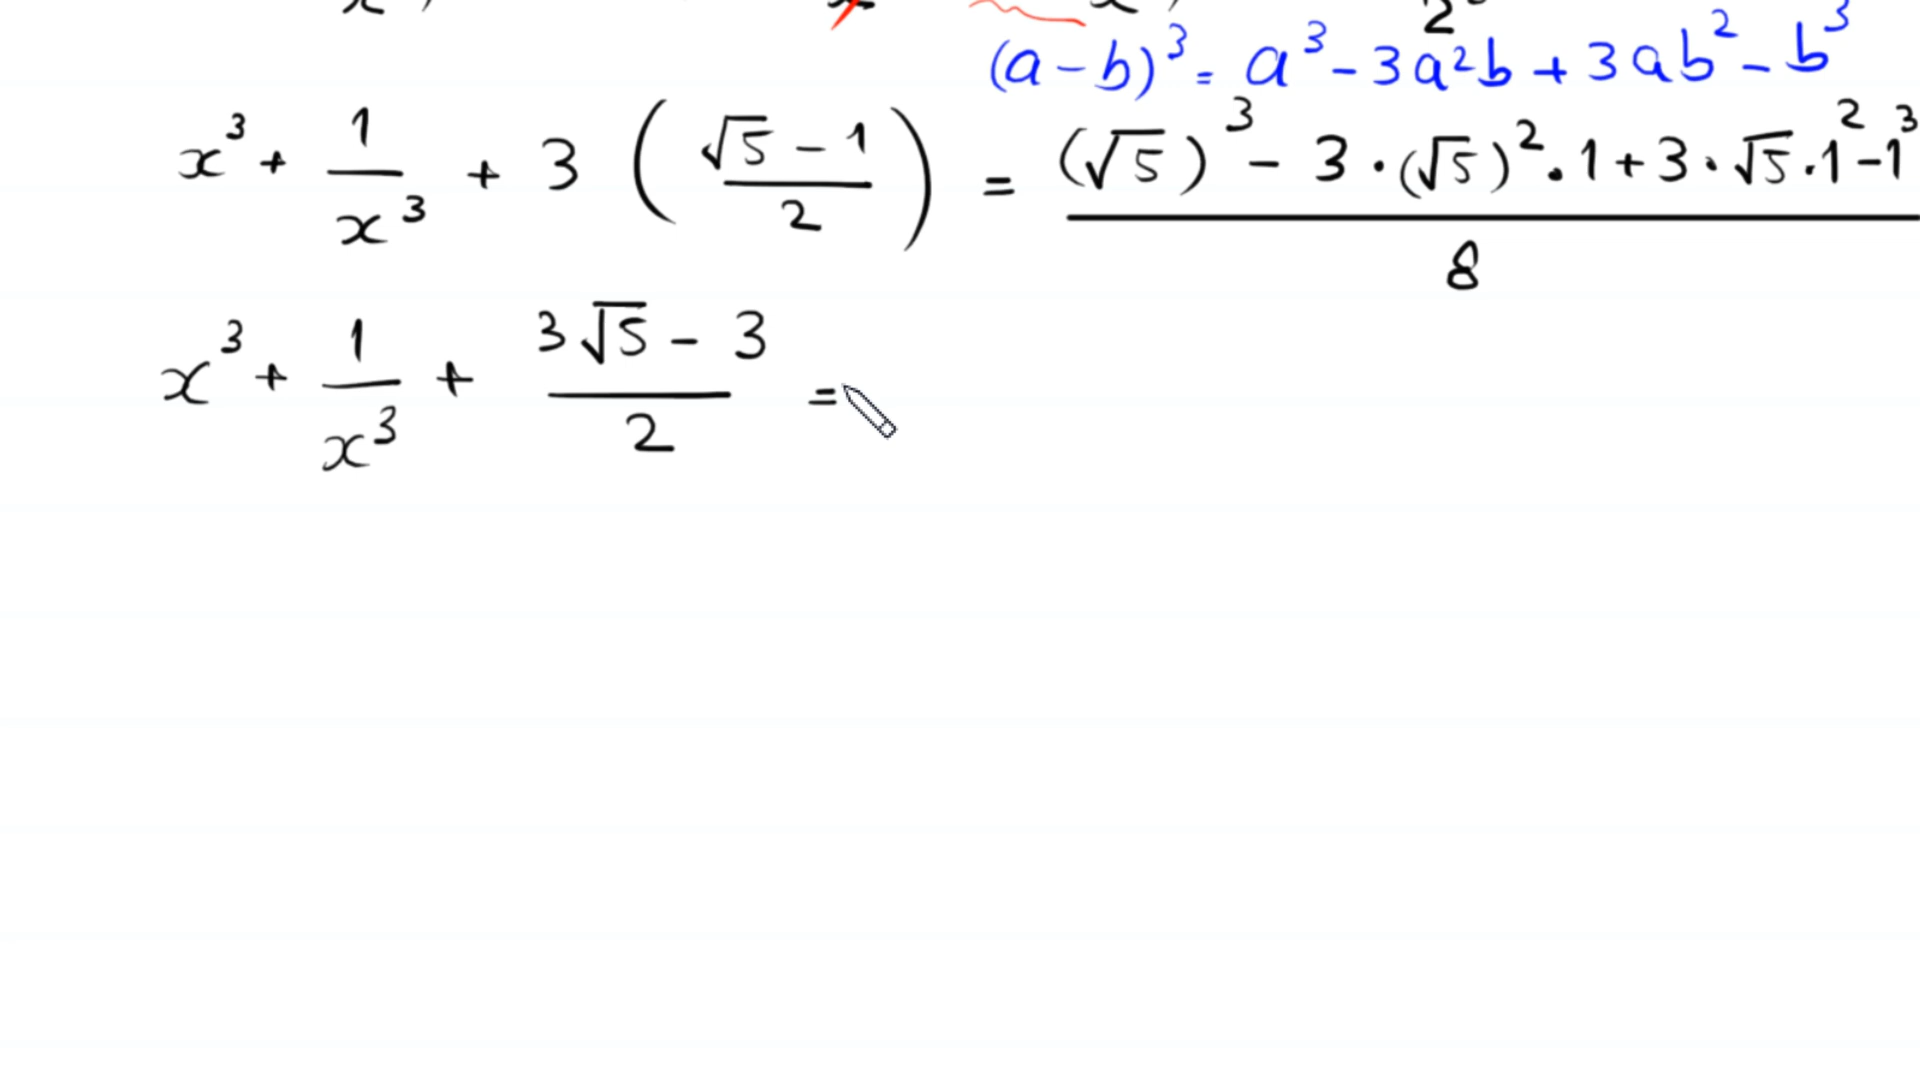 (a - b)³ = a³ - 3a²b + 3ab² - b³
x³ + 1/x³ + 3((√5 - 1)/2) = ((√5)³ - 3 · (√5)² · 1 + 3 · √5 · 1² - 1³)/8
x³ + 1/x³ + (3√5 - 3)/2 =